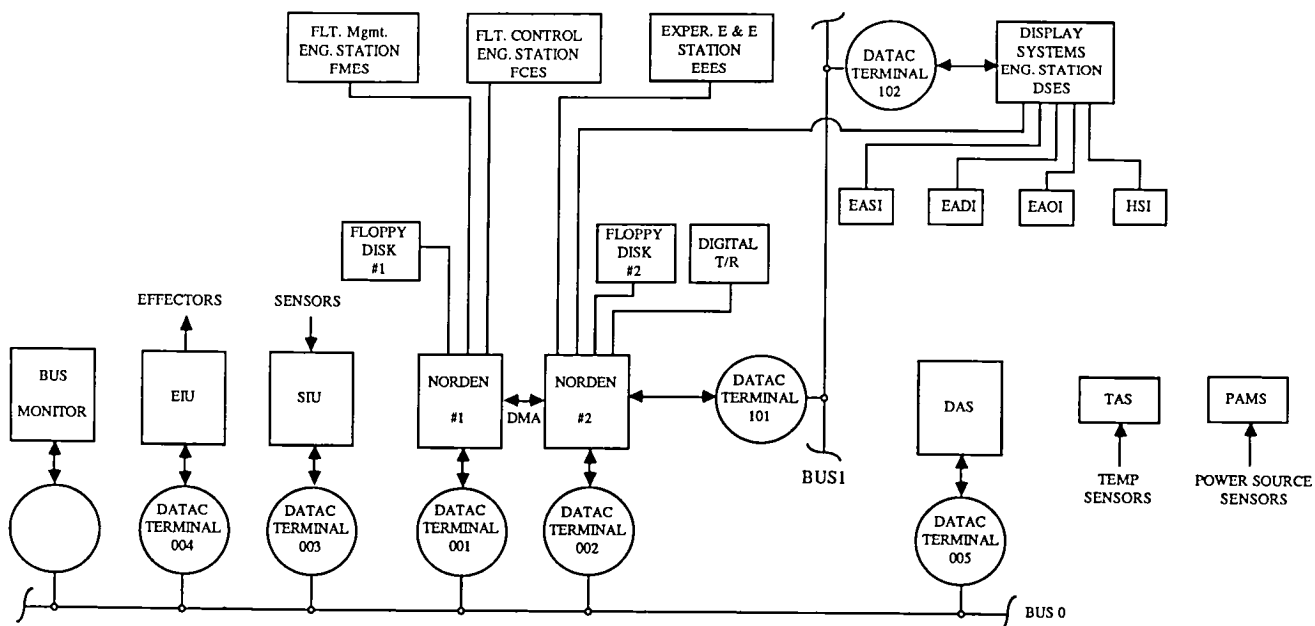 FLT. Mgmt.
ENG. STATION
FMES
FLT. CONTROL
ENG. STATION
FCES
EXPER. E & E
STATION
EEES
DATAC
TERMINAL
102
DISPLAY
SYSTEMS
ENG. STATION
DSES
EASI
EADI
EAOI
HSI
FLOPPY
DISK
#1
FLOPPY
DISK
#2
DIGITAL
T/R
EFFECTORS
SENSORS
BUS
MONITOR
EIU
SIU
NORDEN
#1
DMA
NORDEN
#2
DATAC
TERMINAL
101
BUS1
DAS
TAS
PAMS
TEMP
SENSORS
POWER SOURCE
SENSORS
DATAC
TERMINAL
004
DATAC
TERMINAL
003
DATAC
TERMINAL
001
DATAC
TERMINAL
002
DATAC
TERMINAL
005
BUS 0